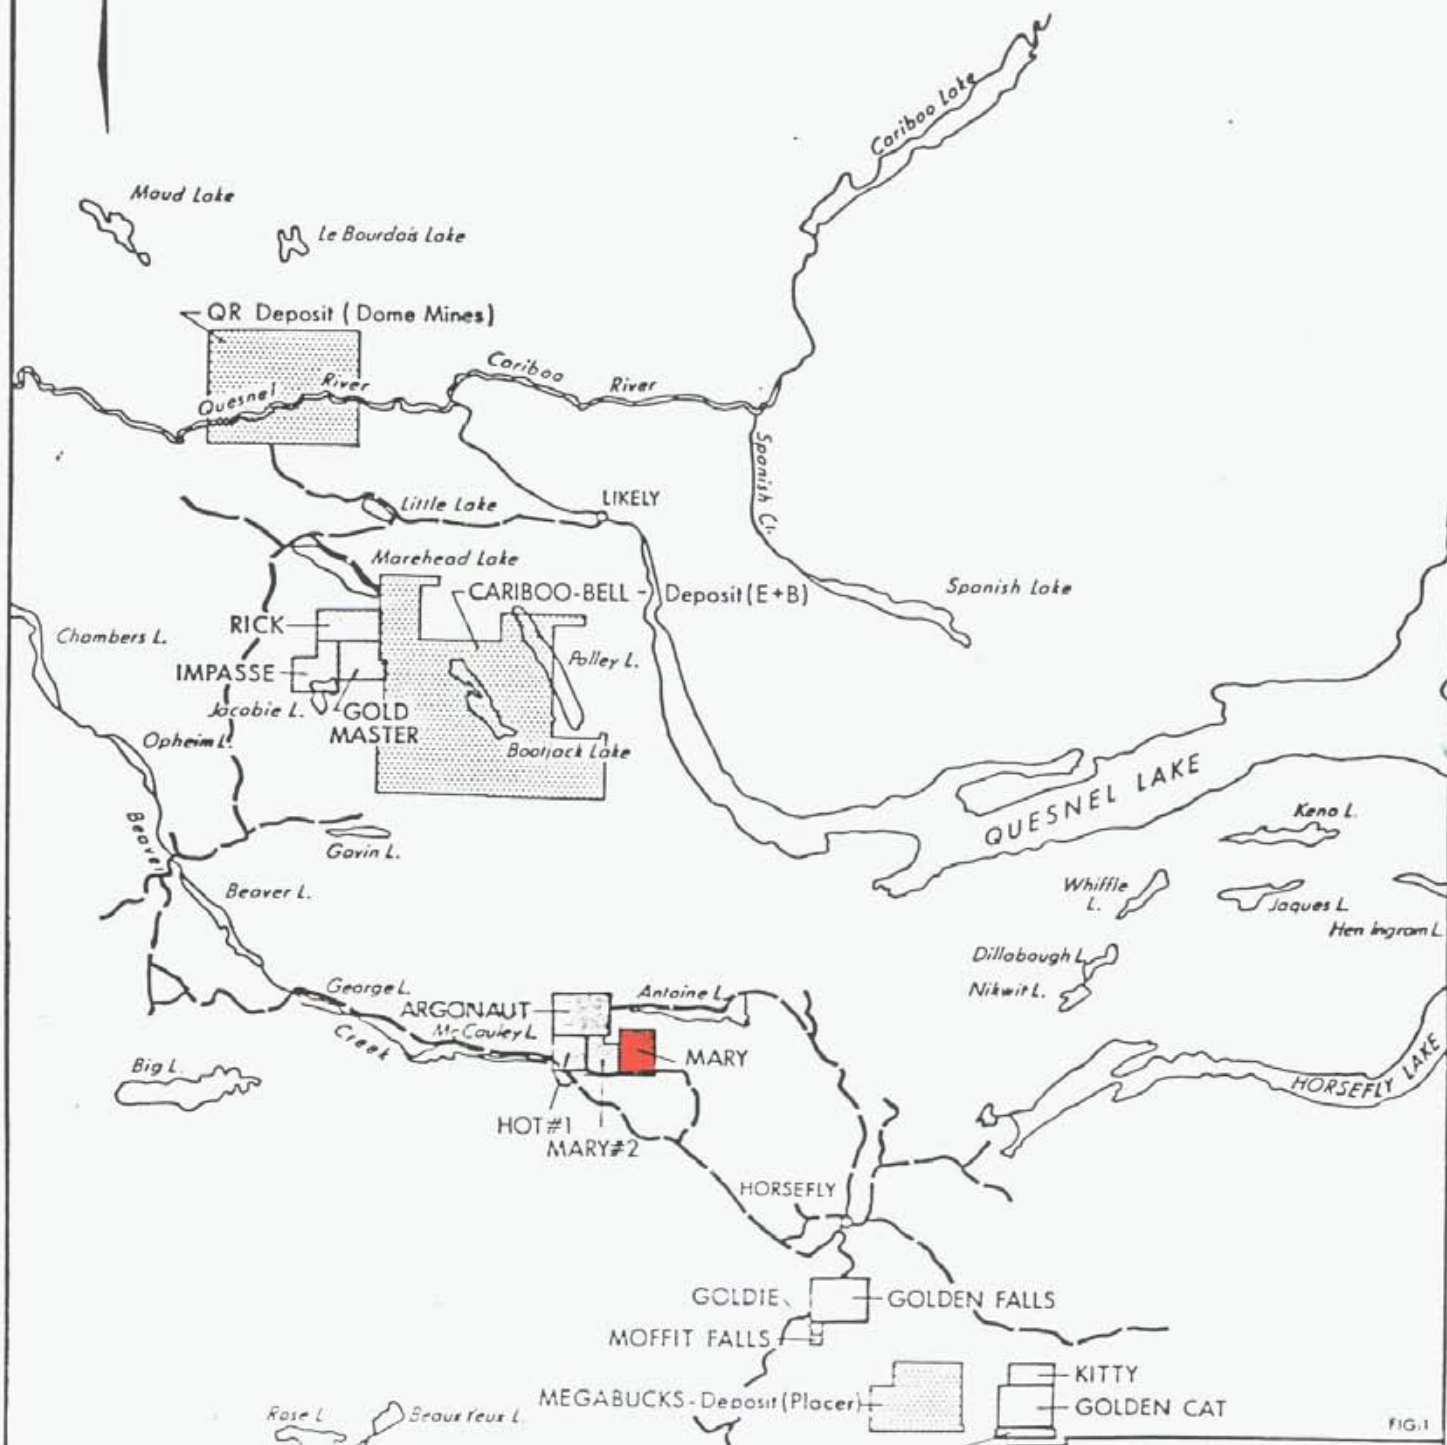 Cariboo Lake
Maud Lake
Le Bourdais Lake
QR Deposit (Dome Mines)
Quesnel River
Cariboo River
Spanish Cr.
Little Lake
LIKELY
Marehead Lake
CARIBOO-BELL - Deposit (E+B)
Spanish Lake
RICK
Chambers L.
Polley L.
IMPASSE
Jacobie L.
GOLD
MASTER
Opheim L.
Bootjack Lake
QUESNEL LAKE
Keno L.
Beaver
Gavin L.
Beaver L.
Whiffle
L.
Jaques L.
Hen Ingram L.
Dillabough L.
Nikwit L.
George L.
Antoine L.
ARGONAUT
McCauley L.
Creek
MARY
Big L.
HORSEFLY LAKE
HOT#1
MARY#2
HORSEFLY
GOLDIE
GOLDEN FALLS
MOFFIT FALLS
KITTY
MEGABUCKS - Deposit (Placer)
GOLDEN CAT
Rose L
Beaux Yeux L.
FIG.1